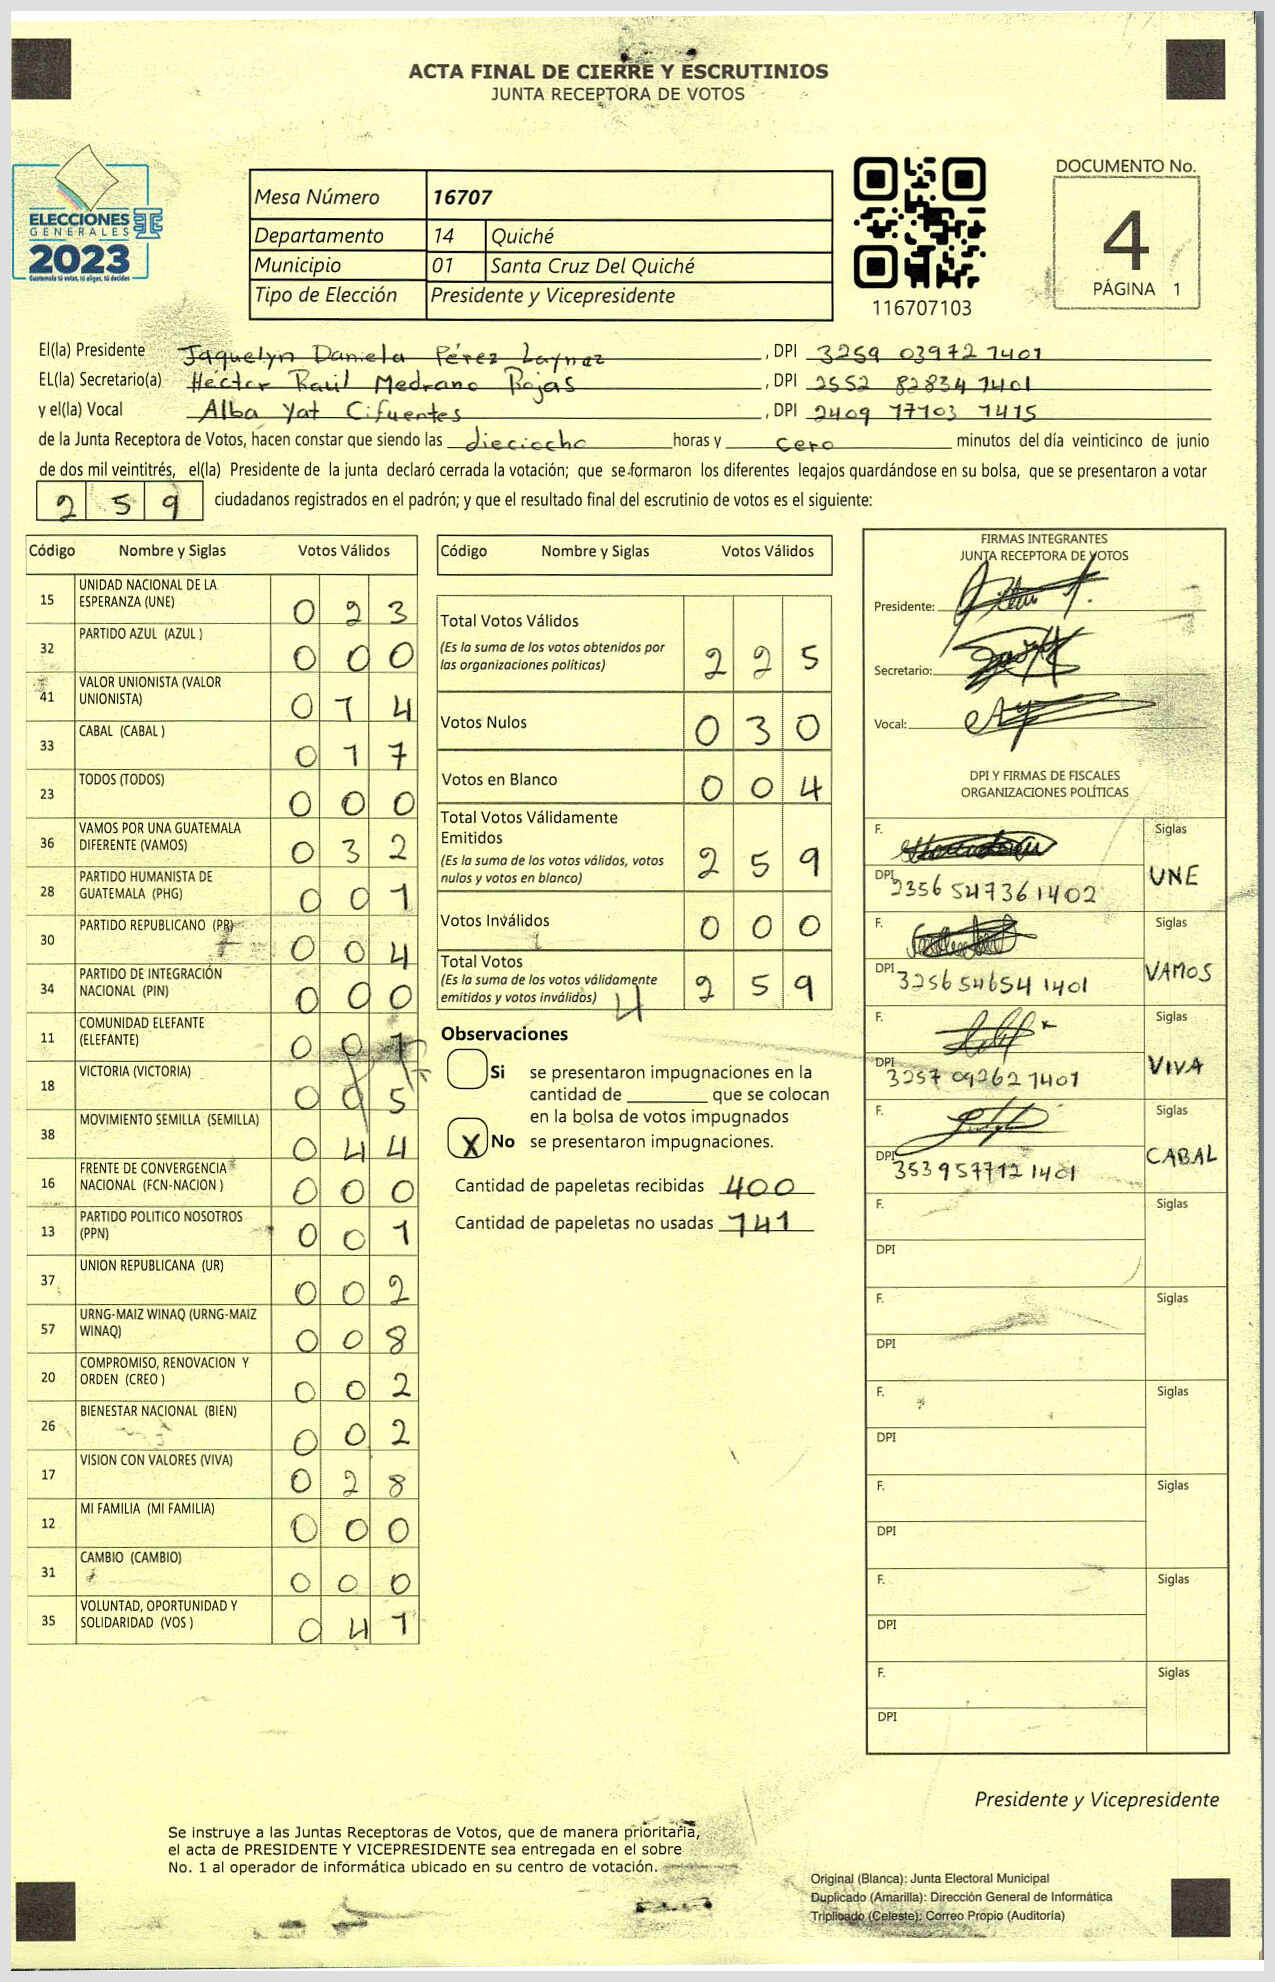 ACTA FINAL DE CIERRE Y ESCRUTINIOS
JUNTA RECEPTORA DE VOTOS
ELECCIONES
GENERALES
2023
Guatemala tú votas, tú eliges, tú decides
Mesa Número 16707
Departamento 14 Quiché
Municipio 01 Santa Cruz Del Quiché
Tipo de Elección Presidente y Vicepresidente
116707103
DOCUMENTO No.
4
PÁGINA 1
El(la) Presidente Jaquelyn Daniela Pérez Laynez, DPI 3259 03972 1401
EL(la) Secretario(a) Héctor Raúl Medrano Rojas, DPI 2552 82834 1401
y el(la) Vocal Alba Yat Cifuentes, DPI 2409 17103 1415
de la Junta Receptora de Votos, hacen constar que siendo las dieciocho horas y cero minutos del día veinticinco de junio
de dos mil veintitrés, el(la) Presidente de la junta declaró cerrada la votación; que se formaron los diferentes legajos quardándose en su bolsa, que se presentaron a votar
2 5 9 ciudadanos registrados en el padrón; y que el resultado final del escrutinio de votos es el siguiente:
Código Nombre y Siglas Votos Válidos
15 UNIDAD NACIONAL DE LA ESPERANZA (UNE) 0 2 3
32 PARTIDO AZUL (AZUL ) 0 0 0
41 VALOR UNIONISTA (VALOR UNIONISTA) 0 1 4
33 CABAL (CABAL ) 0 1 7
23 TODOS (TODOS) 0 0 0
36 VAMOS POR UNA GUATEMALA DIFERENTE (VAMOS) 0 3 2
28 PARTIDO HUMANISTA DE GUATEMALA (PHG) 0 0 1
30 PARTIDO REPUBLICANO (PR) 0 0 4
34 PARTIDO DE INTEGRACIÓN NACIONAL (PIN) 0 0 0
11 COMUNIDAD ELEFANTE (ELEFANTE) 0 0 1
18 VICTORIA (VICTORIA) 0 0 5
38 MOVIMIENTO SEMILLA (SEMILLA) 0 4 4
16 FRENTE DE CONVERGENCIA NACIONAL (FCN-NACION ) 0 0 0
13 PARTIDO POLITICO NOSOTROS (PPN) 0 0 1
37 UNION REPUBLICANA (UR) 0 0 2
57 URNG-MAIZ WINAQ (URNG-MAIZ WINAQ) 0 0 8
20 COMPROMISO, RENOVACION Y ORDEN (CREO ) 0 0 2
26 BIENESTAR NACIONAL (BIEN) 0 0 2
17 VISION CON VALORES (VIVA) 0 2 8
12 MI FAMILIA (MI FAMILIA) 0 0 0
31 CAMBIO (CAMBIO) 0 0 0
35 VOLUNTAD, OPORTUNIDAD Y SOLIDARIDAD (VOS ) 0 4 1
Código Nombre y Siglas Votos Válidos
Total Votos Válidos
(Es la suma de los votos obtenidos por las organizaciones políticas) 2 2 5
Votos Nulos 0 3 0
Votos en Blanco 0 0 4
Total Votos Válidamente Emitidos
(Es la suma de los votos válidos, votos nulos y votos en blanco) 2 5 9
Votos Inválidos 0 0 0
Total Votos
(Es la suma de los votos válidamente emitidos y votos inválidos) 2 5 9
4
Observaciones
Si se presentaron impugnaciones en la
cantidad de ________ que se colocan
en la bolsa de votos impugnados
X No se presentaron impugnaciones.
Cantidad de papeletas recibidas 400
Cantidad de papeletas no usadas 141
FIRMAS INTEGRANTES
JUNTA RECEPTORA DE VOTOS
Presidente:
Secretario:
Vocal:
DPI Y FIRMAS DE FISCALES
ORGANIZACIONES POLÍTICAS
F. Siglas
DPI 2356 54736 1402 UNE
F. Siglas
DPI 3256 54654 1401 VAMOS
F. Siglas
DPI 3257 09262 1401 VIVA
F. Siglas
DPI 353957712 1401 CABAL
F. Siglas
DPI
F. Siglas
DPI
F. Siglas
DPI
F. Siglas
DPI
F. Siglas
DPI
F. Siglas
DPI
Presidente y Vicepresidente
Se instruye a las Juntas Receptoras de Votos, que de manera prioritaria,
el acta de PRESIDENTE Y VICEPRESIDENTE sea entregada en el sobre
No. 1 al operador de informática ubicado en su centro de votación.
Original (Blanca): Junta Electoral Municipal
Duplicado (Amarilla): Dirección General de Informática
Triplicado (Celeste): Correo Propio (Auditoría)